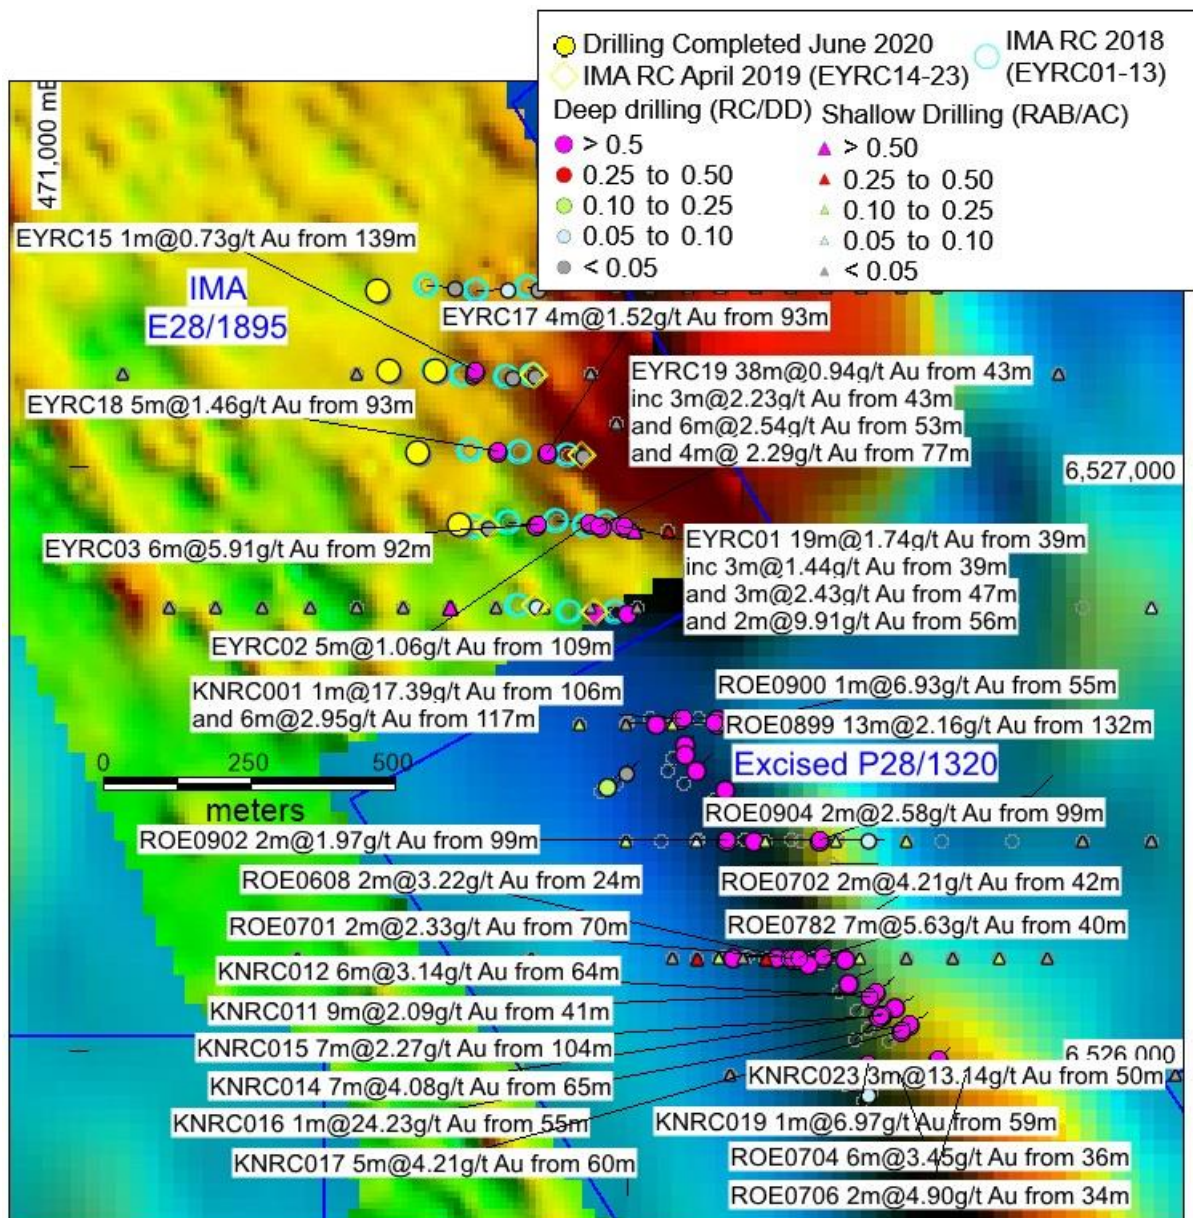 Drilling Completed June 2020
IMA RC April 2019 (EYRC14-23)
IMA RC 2018
(EYRC01-13)
Deep drilling (RC/DD)
> 0.5
0.25 to 0.50
0.10 to 0.25
0.05 to 0.10
< 0.05
Shallow Drilling (RAB/AC)
> 0.50
0.25 to 0.50
0.10 to 0.25
0.05 to 0.10
< 0.05
471,000 mE
EYRC15 1m@0.73g/t Au from 139m
IMA
E28/1895
EYRC17 4m@1.52g/t Au from 93m
EYRC19 38m@0.94g/t Au from 43m
inc 3m@2.23g/t Au from 43m
and 6m@2.54g/t Au from 53m
and 4m@ 2.29g/t Au from 77m
EYRC18 5m@1.46g/t Au from 93m
6,527,000
EYRC03 6m@5.91g/t Au from 92m
EYRC01 19m@1.74g/t Au from 39m
inc 3m@1.44g/t Au from 39m
and 3m@2.43g/t Au from 47m
and 2m@9.91g/t Au from 56m
EYRC02 5m@1.06g/t Au from 109m
KNRC001 1m@17.39g/t Au from 106m
and 6m@2.95g/t Au from 117m
ROE0900 1m@6.93g/t Au from 55m
ROE0899 13m@2.16g/t Au from 132m
0 250 500
meters
Excised P28/1320
ROE0904 2m@2.58g/t Au from 99m
ROE0902 2m@1.97g/t Au from 99m
ROE0608 2m@3.22g/t Au from 24m
ROE0702 2m@4.21g/t Au from 42m
ROE0701 2m@2.33g/t Au from 70m
ROE0782 7m@5.63g/t Au from 40m
KNRC012 6m@3.14g/t Au from 64m
KNRC011 9m@2.09g/t Au from 41m
KNRC015 7m@2.27g/t Au from 104m
6,526,000
KNRC014 7m@4.08g/t Au from 65m
KNRC023 3m@13.14g/t Au from 50m
KNRC016 1m@24.23g/t Au from 55m
KNRC019 1m@6.97g/t Au from 59m
KNRC017 5m@4.21g/t Au from 60m
ROE0704 6m@3.45g/t Au from 36m
ROE0706 2m@4.90g/t Au from 34m